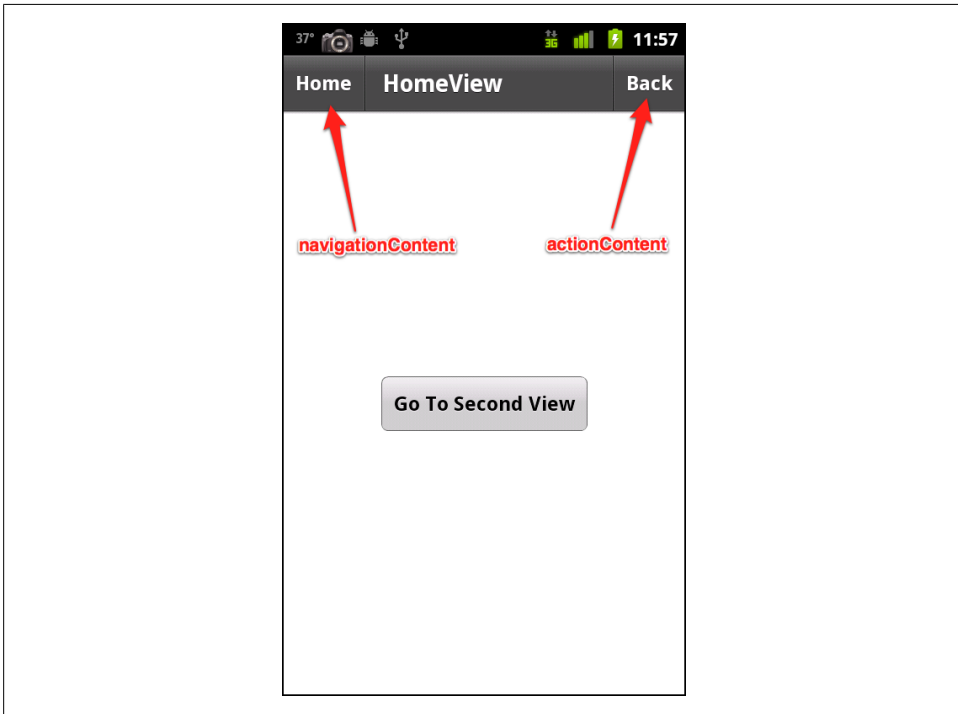 37°
3G
11:57
Home
HomeView
Back
navigationContent
actionContent
Go To Second View